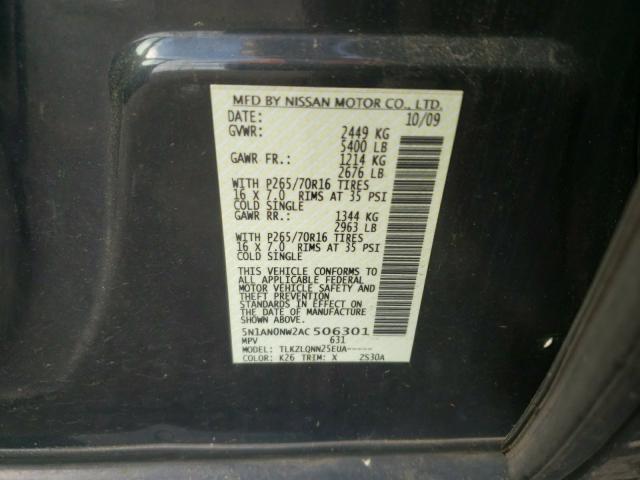 MFD BY NISSAN MOTOR CO., LTD.
DATE: 10/09
GVWR: 2449 KG
5400 LB
GAWR FR.: 1214 KG
2676 LB
WITH P265/70R16 TIRES
16 X 7.0 RIMS AT 35 PSI
COLD SINGLE
GAWR RR.: 1344 KG
2963 LB
WITH P265/70R16 TIRES
16 X 7.0 RIMS AT 35 PSI
COLD SINGLE
THIS VEHICLE CONFORMS TO
ALL APPLICABLE FEDERAL
MOTOR VEHICLE SAFETY AND
THEFT PREVENTION
STANDARDS IN EFFECT ON
THE DATE OF MANUFACTURE
SHOWN ABOVE.
5N1AN0NW2AC506301
MPV 631
MODEL: TLKZLQNN25EUA-----
COLOR: K26 TRIM: X ZS30A